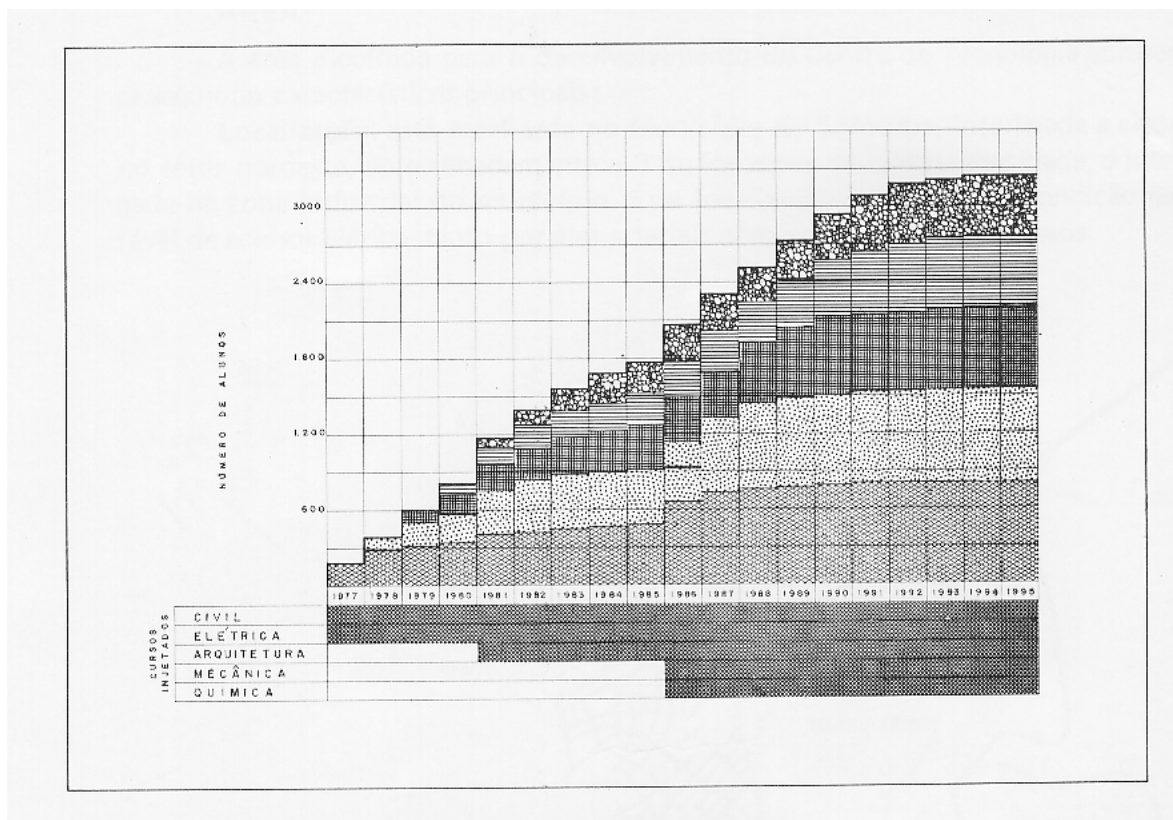 NÚMERO DE ALUNOS
3.000
2.400
1.800
1.200
600
1977 1978 1979 1980 1981 1982 1983 1984 1985 1986 1987 1988 1989 1990 1991 1992 1993 1994 1995
CURSOS
INJETADOS
CIVIL
ELÉTRICA
ARQUITETURA
MECÂNICA
QUÍMICA